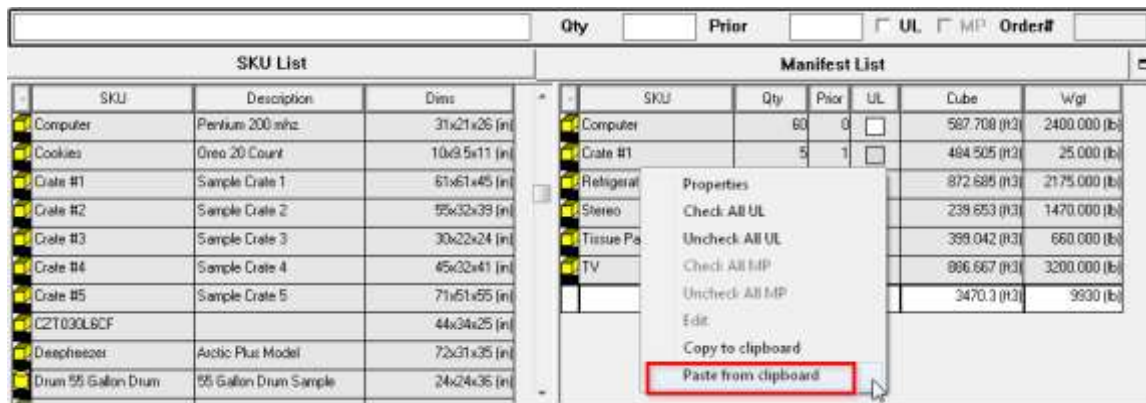 Qty Prior UL MP Order#
SKU List Manifest List
SKU Description Dims SKU Qty Prior UL Cube Wgt
Computer Pentium 200 mhz 31x21x26 (in) Computer 60 0 587.708 (ft3) 2400.000 (lb)
Cookies Oreo 20 Count 10x9.5x11 (in) Crate #1 5 1 484.505 (ft3) 25.000 (lb)
Crate #1 Sample Crate 1 61x61x45 (in) Refrigerat 872.685 (ft3) 2175.000 (lb)
Crate #2 Sample Crate 2 55x32x39 (in) Stereo 239.653 (ft3) 1470.000 (lb)
Crate #3 Sample Crate 3 30x22x24 (in) Tissue Pa 399.042 (ft3) 660.000 (lb)
Crate #4 Sample Crate 4 45x32x41 (in) TV 886.667 (ft3) 3200.000 (lb)
Crate #5 Sample Crate 5 71x51x55 (in) 3470.3 (ft3) 9930 (lb)
CZT030L6CF 44x34x25 (in)
Deepfreezer Arctic Plus Model 72x31x35 (in)
Drum 55 Gallon Drum 55 Gallon Drum Sample 24x24x36 (in)
Properties
Check All UL
Uncheck All UL
Check All MP
Uncheck All MP
Edit
Copy to clipboard
Paste from clipboard